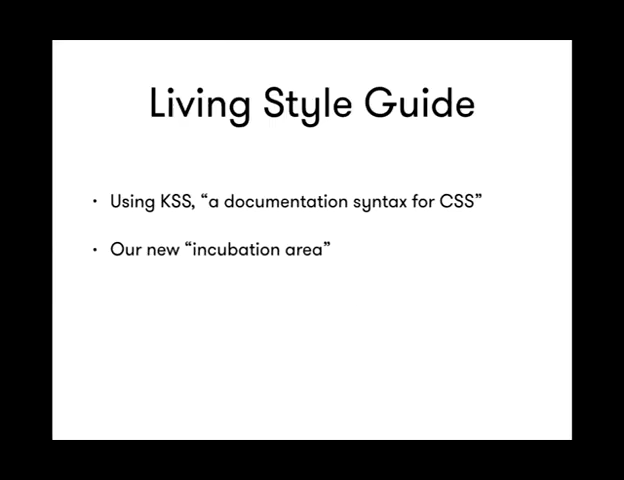 Living Style Guide
• Using KSS, “a documentation syntax for CSS”
• Our new “incubation area”